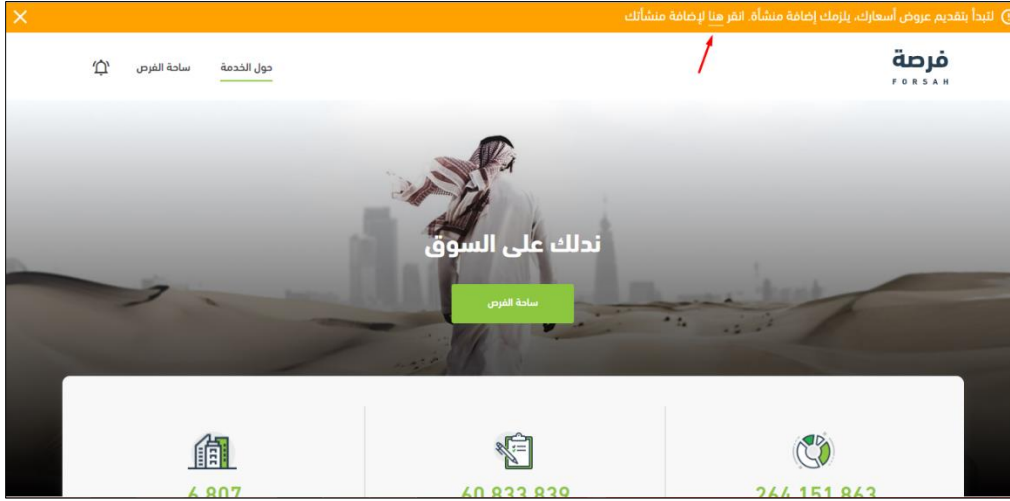 لتبدأ بتقديم عروض أسعارك، يلزمك إضافة منشأة. انقر هنا لإضافة منشأتك
فرصة
FORSAH
حول الخدمة
ساحة الفرص
ندلك على السوق
ساحة الفرص
264,151,863
60,833,839
6,807